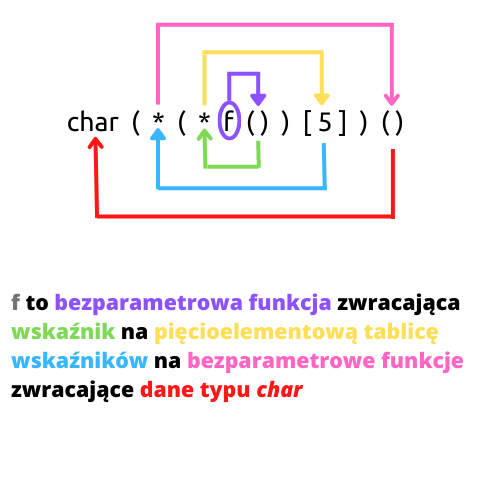 char ( * ( * f () ) [ 5 ] ) ()
f to bezparametrowa funkcja zwracająca
wskaźnik na pięcioelementową tablicę
wskaźników na bezparametrowe funkcje
zwracające dane typu char